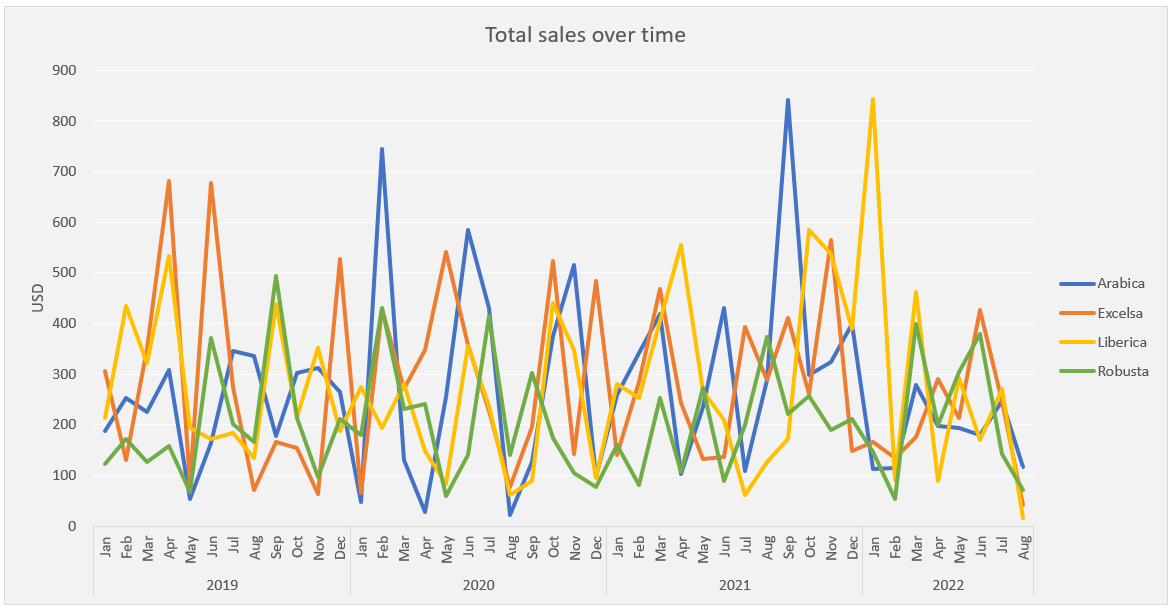 Total sales over time
900
800
700
600
500
400
300
200
100
0
USD
Jan Feb Mar Apr May Jun Jul Aug Sep Oct Nov Dec Jan Feb Mar Apr May Jun Jul Aug Sep Oct Nov Dec Jan Feb Mar Apr May Jun Jul Aug Sep Oct Nov Dec Jan Feb Mar Apr May Jun Jul Aug
2019 2020 2021 2022
Arabica
Excelsa
Liberica
Robusta